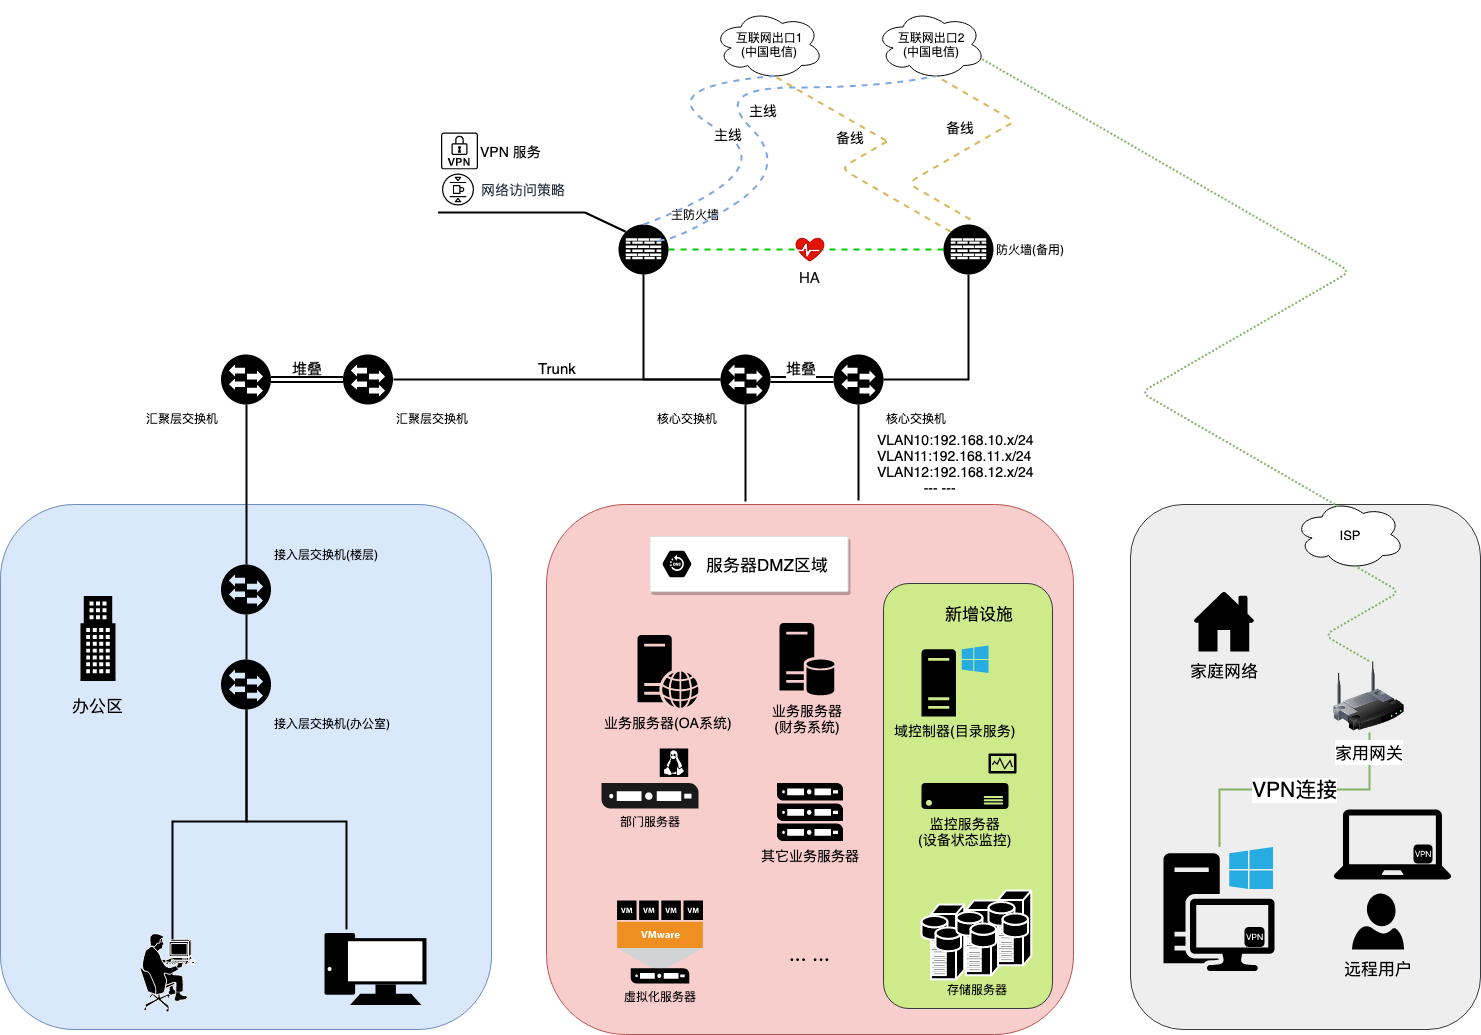 互联网出口1
(中国电信)
互联网出口2
(中国电信)
主线
主线
备线
备线
VPN
VPN 服务
网络访问策略
主防火墙
防火墙(备用)
HA
堆叠
Trunk
堆叠
汇聚层交换机
汇聚层交换机
核心交换机
核心交换机
VLAN10:192.168.10.x/24
VLAN11:192.168.11.x/24
VLAN12:192.168.12.x/24
--- ---
接入层交换机(楼层)
办公区
接入层交换机(办公室)
DNS
服务器DMZ区域
新增设施
业务服务器(OA系统)
业务服务器
(财务系统)
域控制器(目录服务)
部门服务器
其它业务服务器
监控服务器
(设备状态监控)
VM VM VM VM
VMware
虚拟化服务器
... ...
存储服务器
ISP
家庭网络
家用网关
VPN连接
VPN
VPN
远程用户